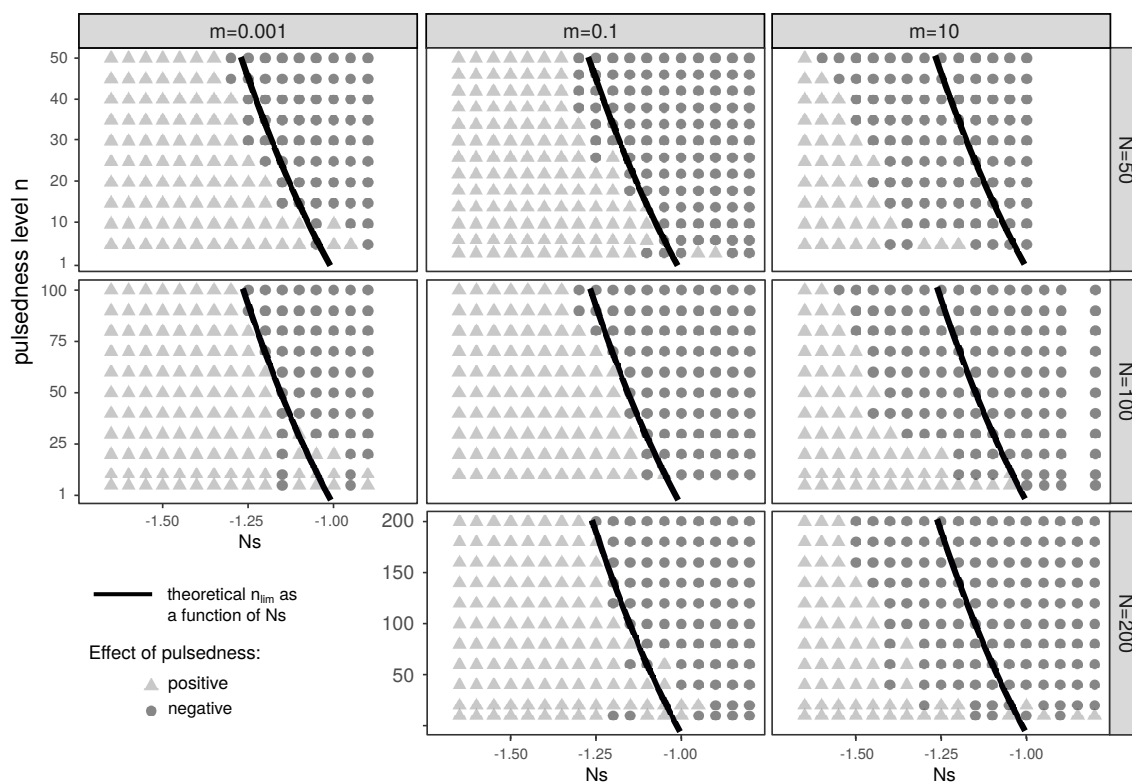 m=0.001
m=0.1
m=10
pulsedness level n
50
40
30
20
10
1
N=50
100
75
50
25
1
N=100
-1.50
-1.25
-1.00
Ns
200
150
100
50
N=200
-1.50
-1.25
-1.00
Ns
-1.50
-1.25
-1.00
Ns
theoretical nlim as
a function of Ns
Effect of pulsedness:
positive
negative